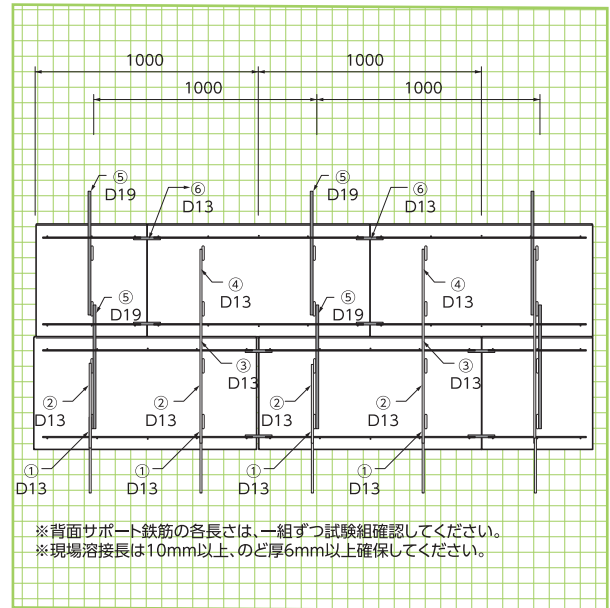 1000 1000
1000 1000
⑤ ⑥ ⑤ ⑥
D19 D13 D19 D13
④ ④
D13 D13
⑤ ⑤
D19 D19
③ ③
D13 D13
② ② ② ②
D13 D13 D13 D13
① ① ① ①
D13 D13 D13 D13
※背面サポート鉄筋の各長さは、一組ずつ試験組確認してください。
※現場溶接長は10mm以上、のど厚6mm以上確保してください。